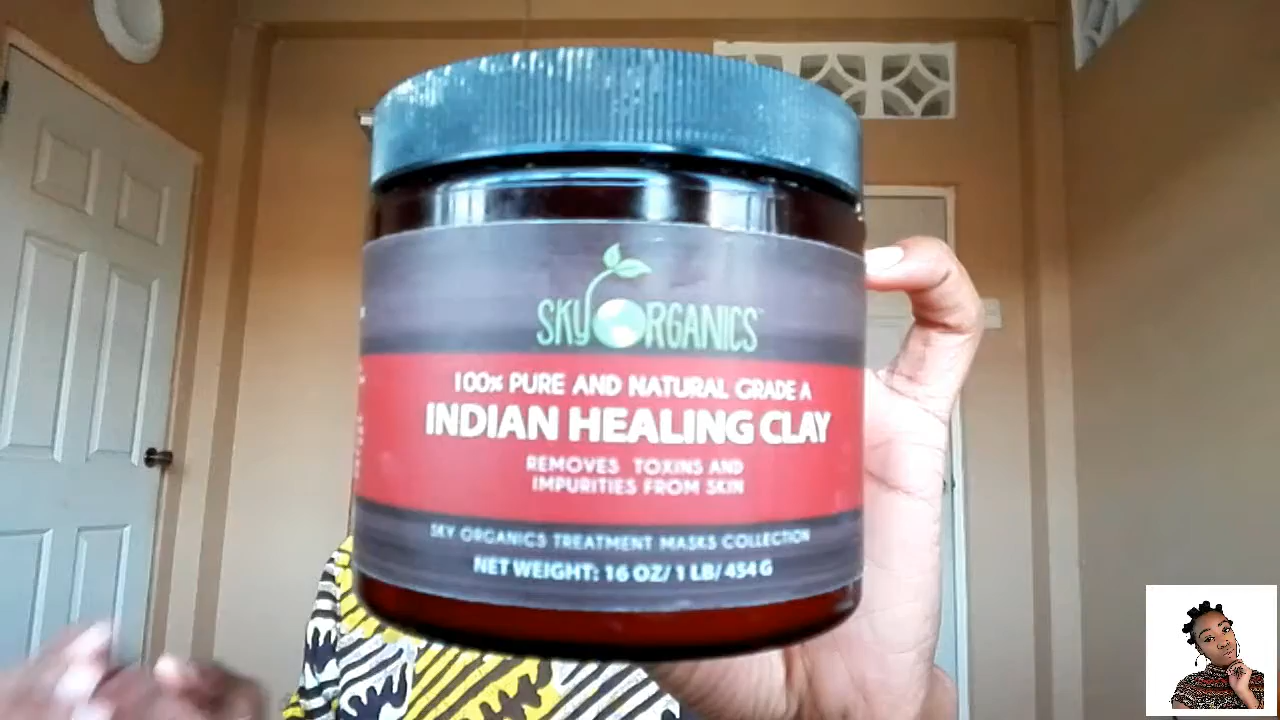 SKY ORGANICS™
100% PURE AND NATURAL GRADE A
INDIAN HEALING CLAY
REMOVES TOXINS AND
IMPURITIES FROM SKIN
SKY ORGANICS TREATMENT MASKS COLLECTION
NET WEIGHT: 16 OZ/ 1 LB/ 454 G